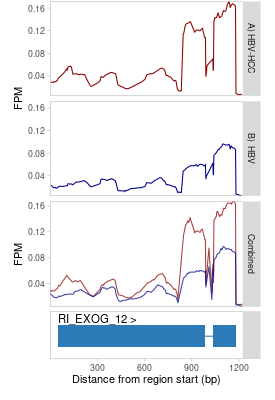 0.16
0.12
0.08
0.04
FPM
A) HBV-HCC
0.16
0.12
0.08
0.04
B) HBV
0.16
0.12
0.08
0.04
FPM
Combined
RI_EXOG_12 >
300 600 900 1200
Distance from region start (bp)